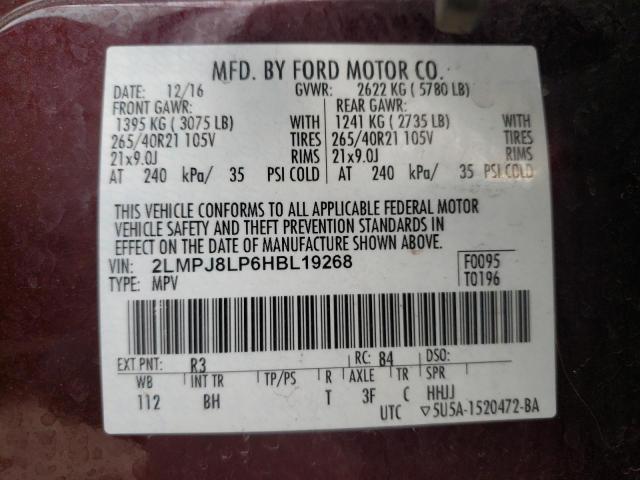 MFD. BY FORD MOTOR CO.
DATE: 12/16 GVWR: 2622 KG ( 5780 LB)
FRONT GAWR: REAR GAWR:
1395 KG ( 3075 LB) WITH 1241 KG ( 2735 LB) WITH
265/40R21 105V TIRES 265/40R21 105V TIRES
21x9.0J RIMS 21x9.0J RIMS
AT 240 kPa/ 35 PSI COLD AT 240 kPa/ 35 PSI COLD
THIS VEHICLE CONFORMS TO ALL APPLICABLE FEDERAL MOTOR
VEHICLE SAFETY AND THEFT PREVENTION STANDARDS IN
EFFECT ON THE DATE OF MANUFACTURE SHOWN ABOVE.
VIN: 2LMPJ8LP6HBL19268 F0095
TYPE: MPV T0196
EXT PNT: R3 RC: 84 DSO:
WB INT TR TP/PS R AXLE TR SPR
112 BH T 3F C HHJJ
UTC ▽5U5A-1520472-BA